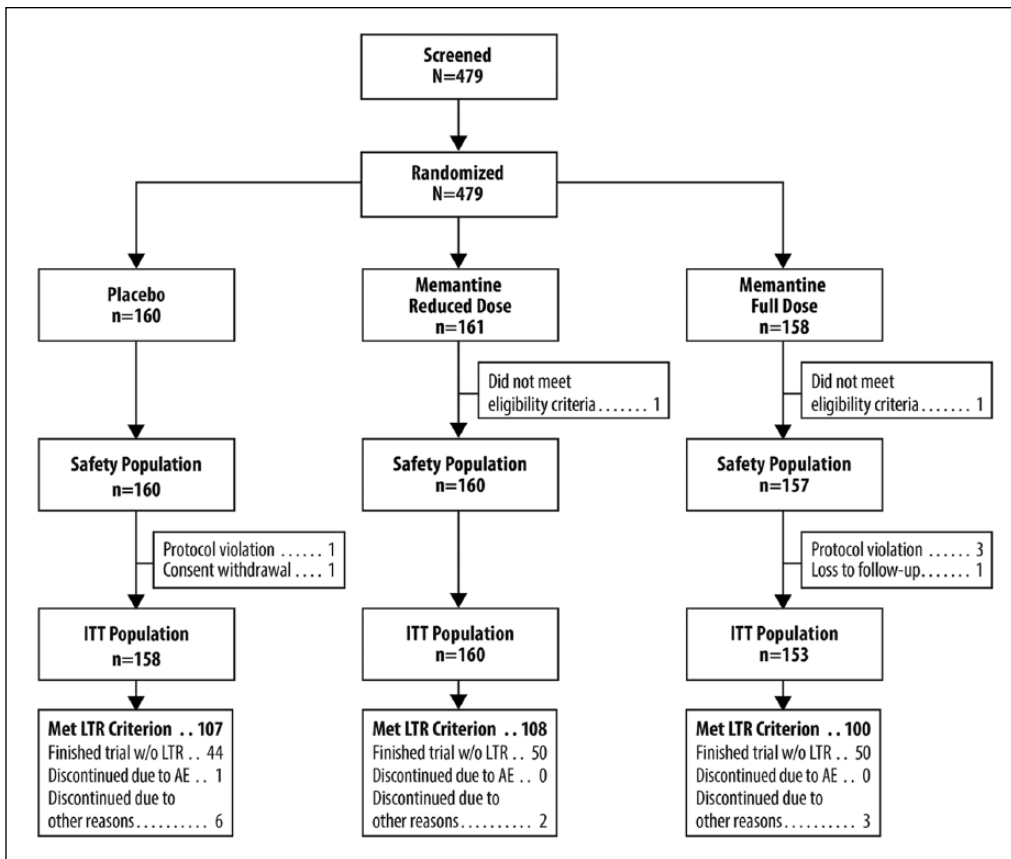 Screened
N=479
Randomized
N=479
Placebo
n=160
Memantine
Reduced Dose
n=161
Memantine
Full Dose
n=158
Did not meet
eligibility criteria ....... 1
Did not meet
eligibility criteria ....... 1
Safety Population
n=160
Safety Population
n=160
Safety Population
n=157
Protocol violation ...... 1
Consent withdrawal .... 1
Protocol violation ...... 3
Loss to follow-up....... 1
ITT Population
n=158
ITT Population
n=160
ITT Population
n=153
Met LTR Criterion .. 107
Finished trial w/o LTR .. 44
Discontinued due to AE .. 1
Discontinued due to
other reasons.......... 6
Met LTR Criterion .. 108
Finished trial w/o LTR .. 50
Discontinued due to AE .. 0
Discontinued due to
other reasons.......... 2
Met LTR Criterion .. 100
Finished trial w/o LTR .. 50
Discontinued due to AE .. 0
Discontinued due to
other reasons.......... 3